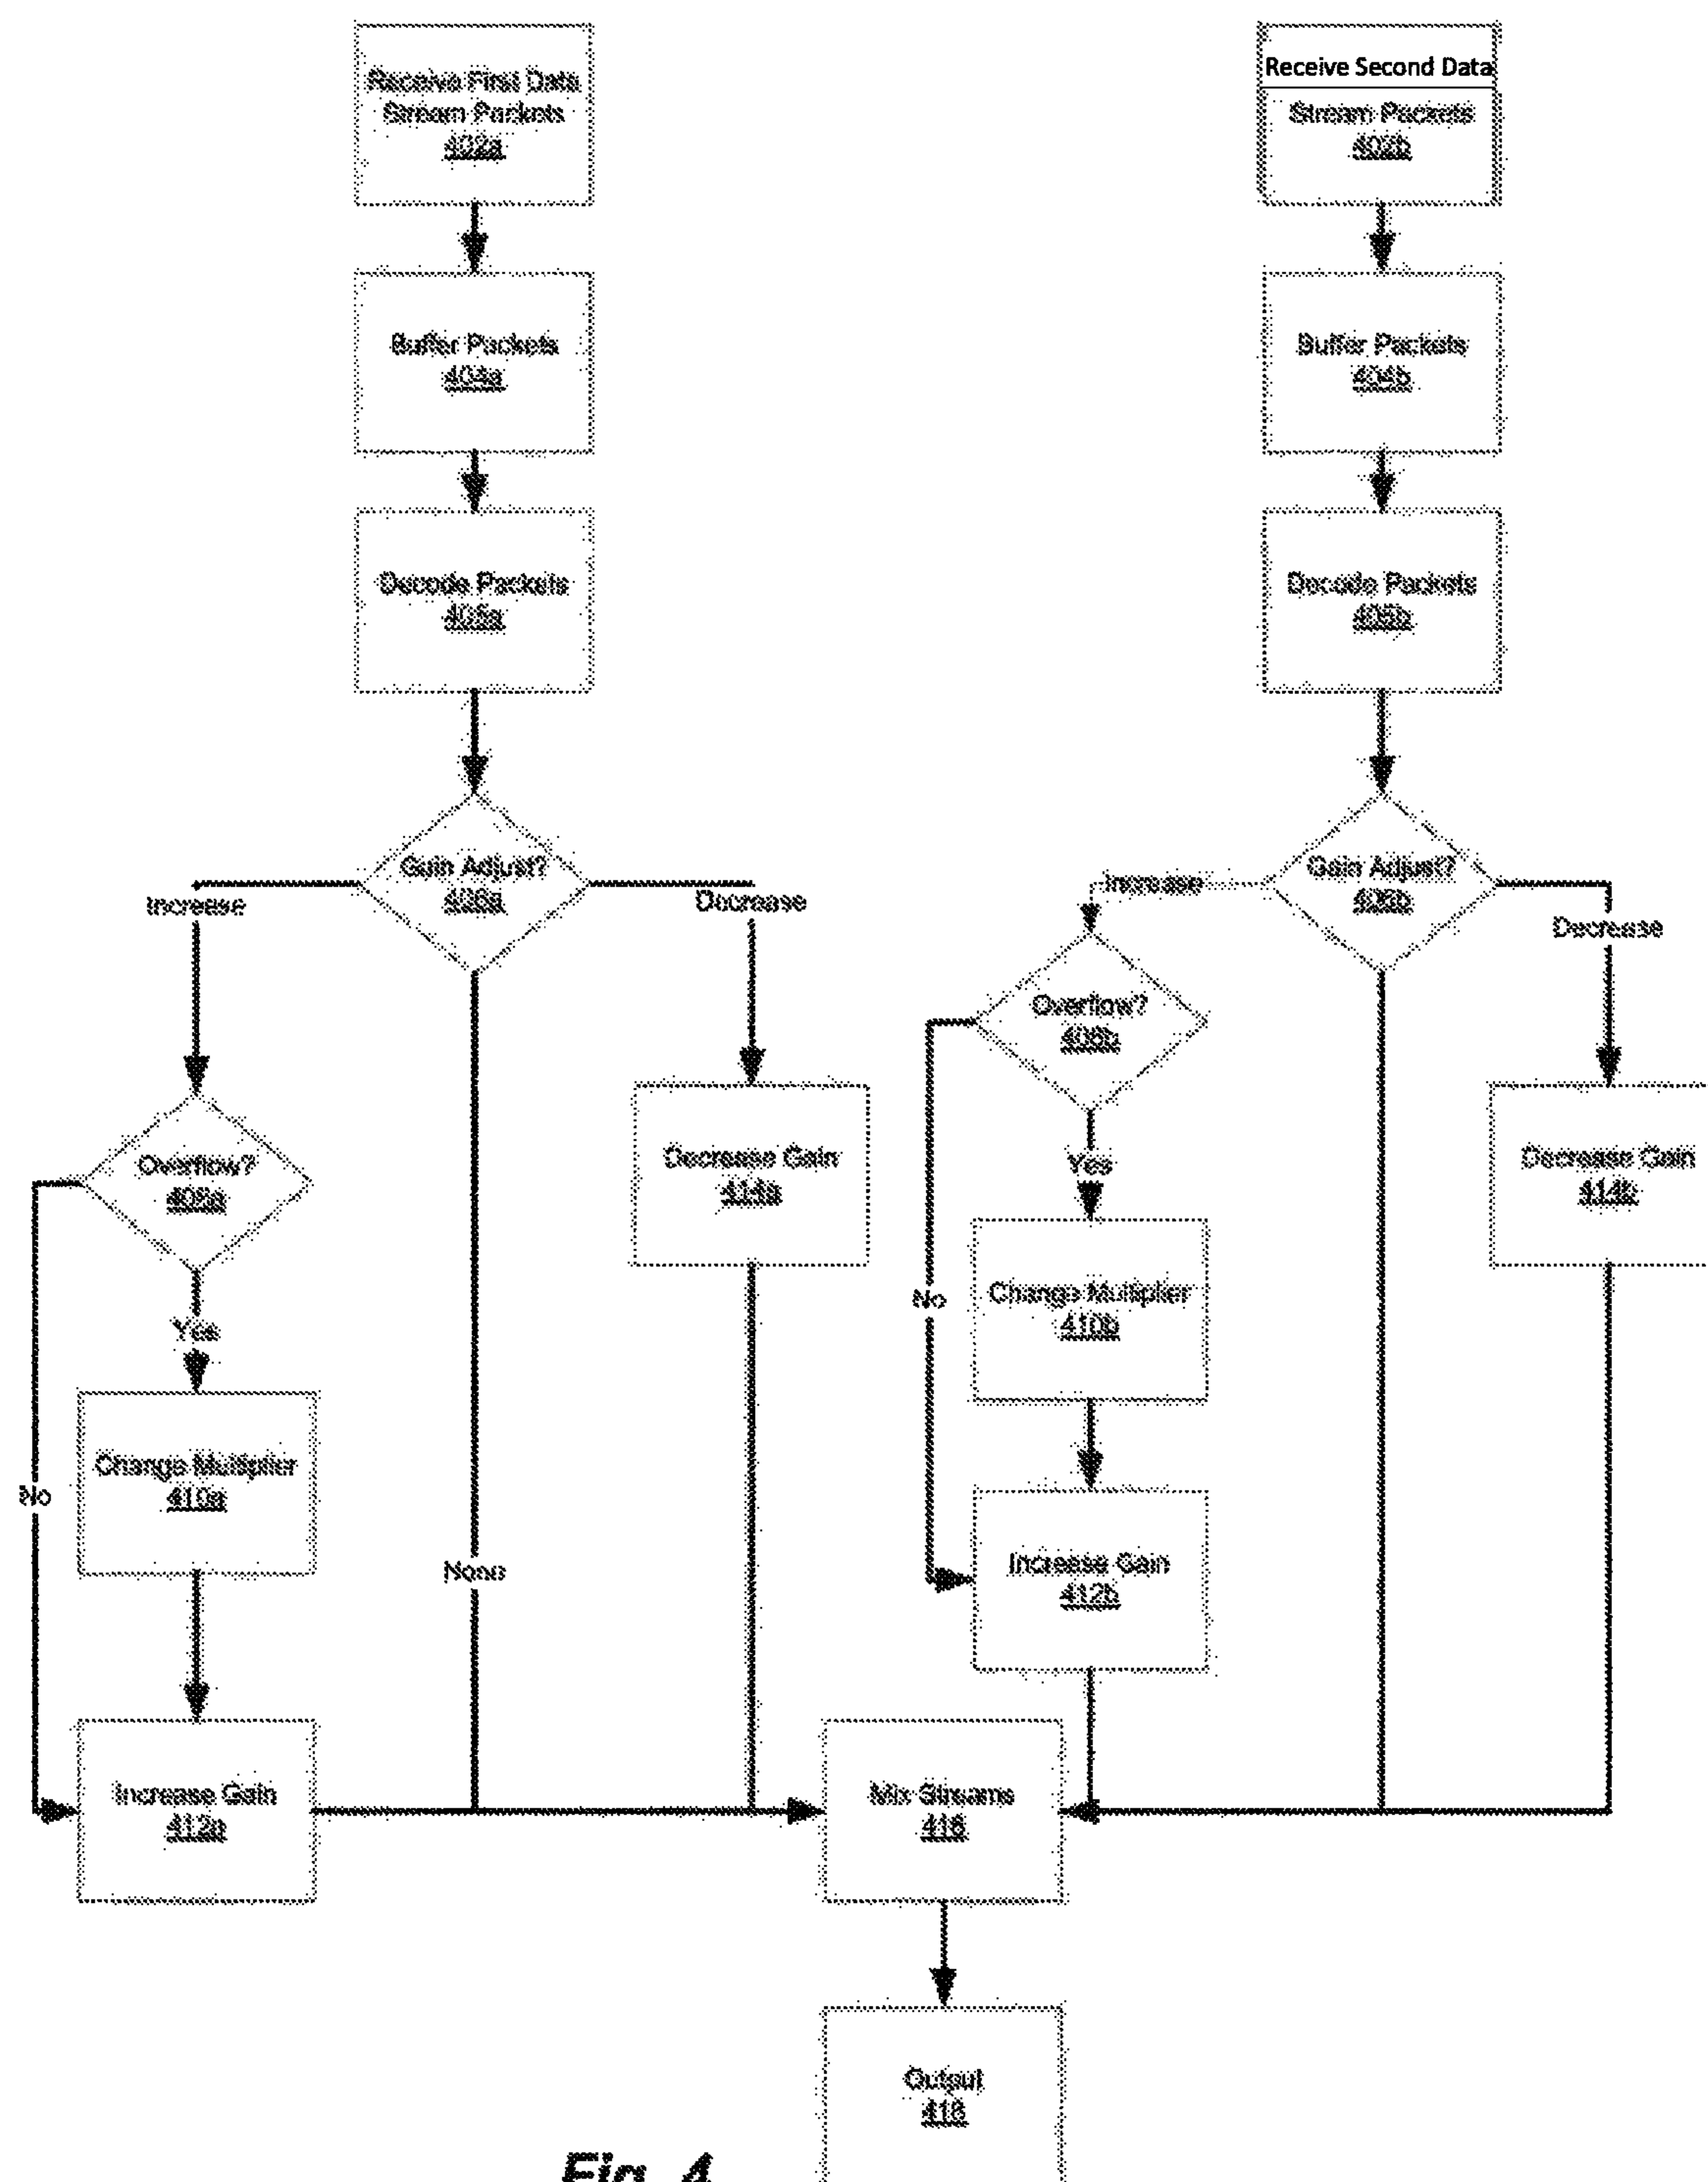 Receive First Data
Stream Packets
402a
Buffer Packets
404a
Decode Packets
405a
Gain Adjust?
406a
Increase
Decrease
Overflow?
408a
Yes
No
Change Multiplier
410a
None
Decrease Gain
414a
Increase Gain
412a
Receive Second Data
Stream Packets
402b
Buffer Packets
404b
Decode Packets
405b
Gain Adjust?
406b
Increase
Decrease
Overflow?
408b
Yes
No
Change Multiplier
410b
Decrease Gain
414b
Increase Gain
412b
Mix Streams
416
Output
418
Fig. 4